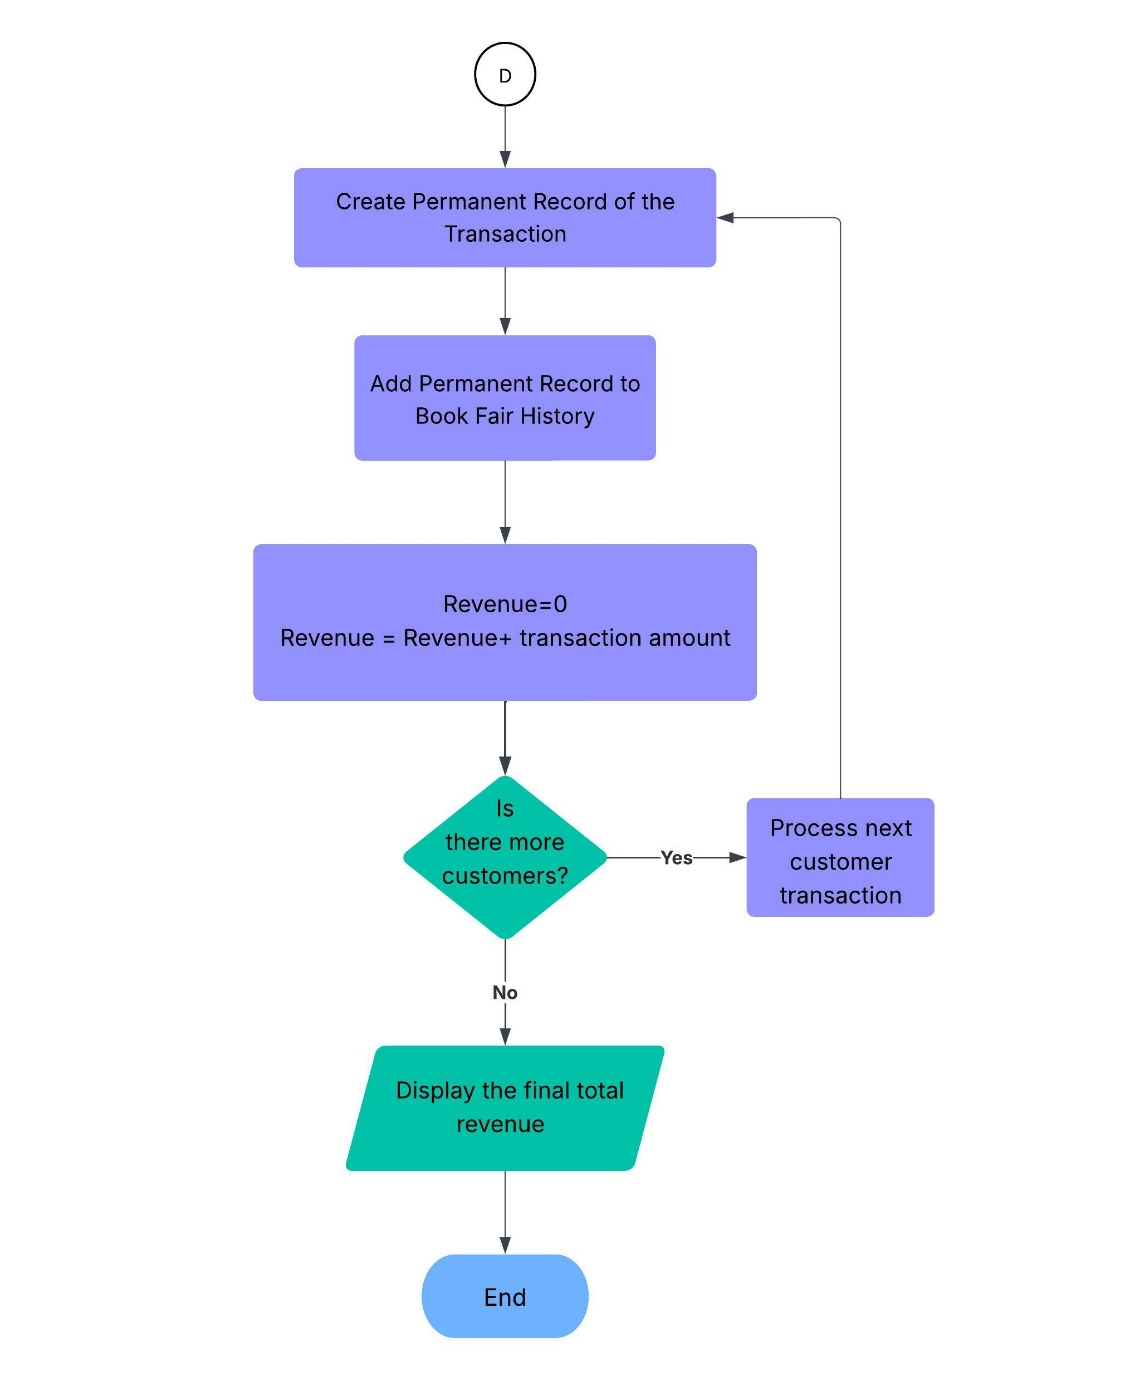 D
Create Permanent Record of the
Transaction
Add Permanent Record to
Book Fair History
Revenue=0
Revenue = Revenue+ transaction amount
Is
there more
customers?
Yes
Process next
customer
transaction
No
Display the final total
revenue
End